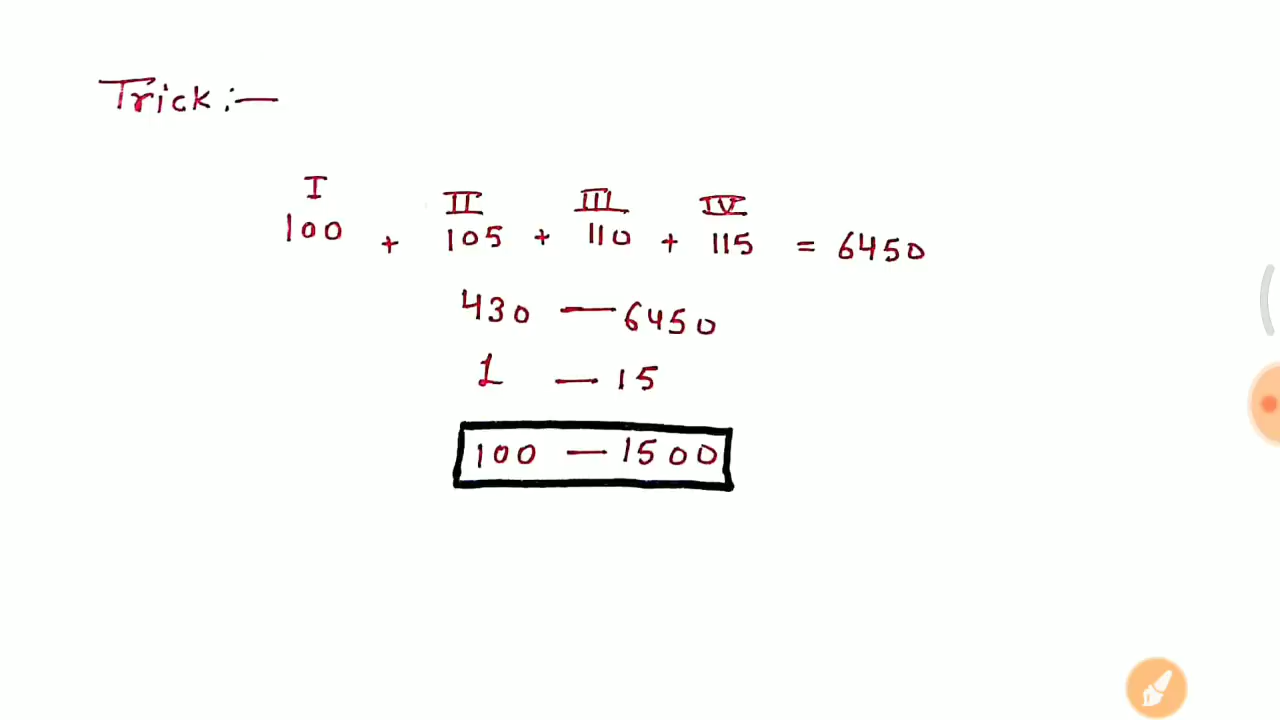 Trick:—
I II III IV
100 + 105 + 110 + 115 = 6450
430 — 6450
1 — 15
100 — 1500